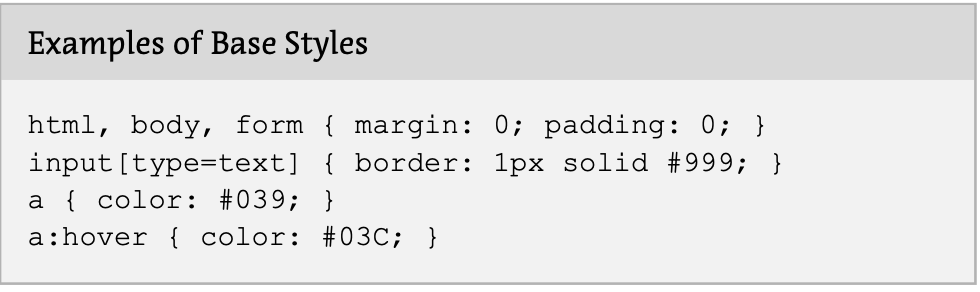 Examples of Base Styles
html, body, form { margin: 0; padding: 0; }
input[type=text] { border: 1px solid #999; }
a { color: #039; }
a:hover { color: #03C; }